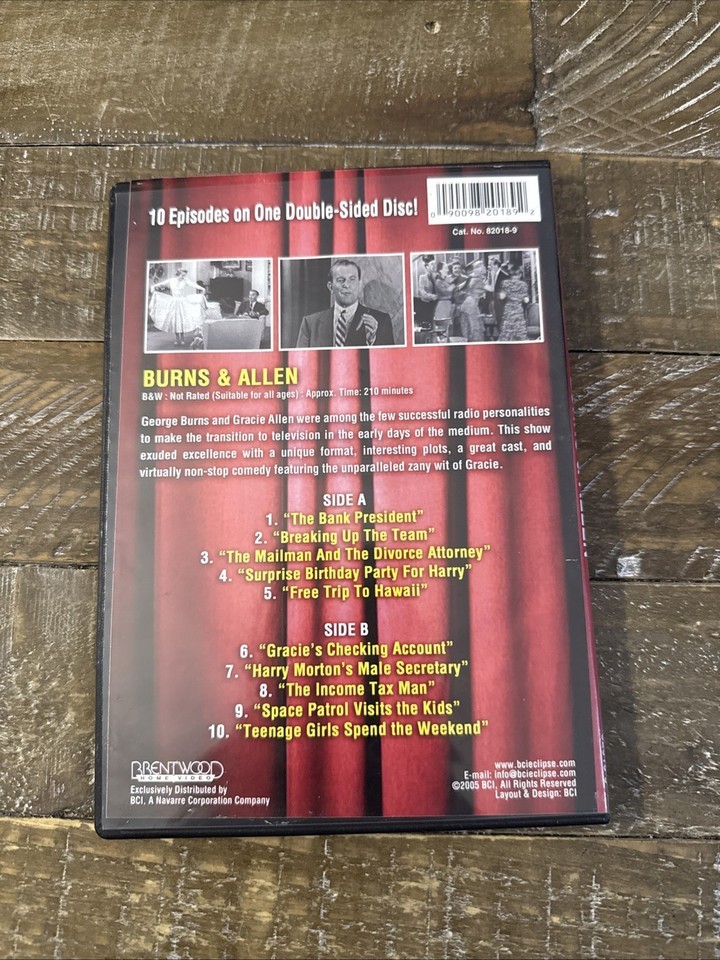 10 Episodes on One Double-Sided Disc!
0 90098 20189 2
Cat. No. 82018-9
BURNS & ALLEN
B&W : Not Rated (Suitable for all ages) : Approx. Time: 210 minutes
George Burns and Gracie Allen were among the few successful radio personalities
to make the transition to television in the early days of the medium. This show
exuded excellence with a unique format, interesting plots, a great cast, and
virtually non-stop comedy featuring the unparalleled zany wit of Gracie.
SIDE A
1. “The Bank President”
2. “Breaking Up The Team”
3. “The Mailman And The Divorce Attorney”
4. “Surprise Birthday Party For Harry”
5. “Free Trip To Hawaii”
SIDE B
6. “Gracie’s Checking Account”
7. “Harry Morton’s Male Secretary”
8. “The Income Tax Man”
9. “Space Patrol Visits the Kids”
10. “Teenage Girls Spend the Weekend”
BRENTWOOD
HOME VIDEO
Exclusively Distributed by
BCI, A Navarre Corporation Company
www.bcieclipse.com
E-mail: info@bcieclipse.com
©2005 BCI, All Rights Reserved
Layout & Design: BCI